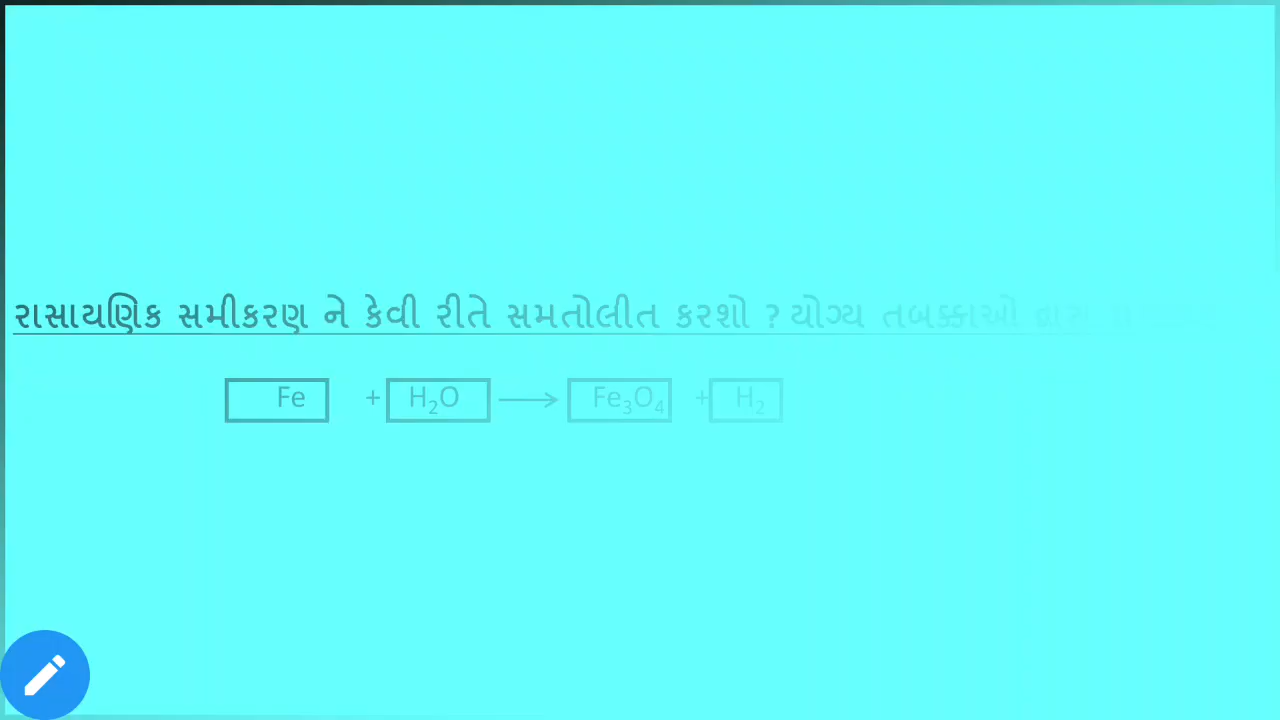 રાસાયણિક સમીકરણ ને કેવી રીતે સમતોલીત કરશો ? યોગ્ય તબક્કાઓ
Fe + H₂O ⟶ Fe₃O₄ + H₂